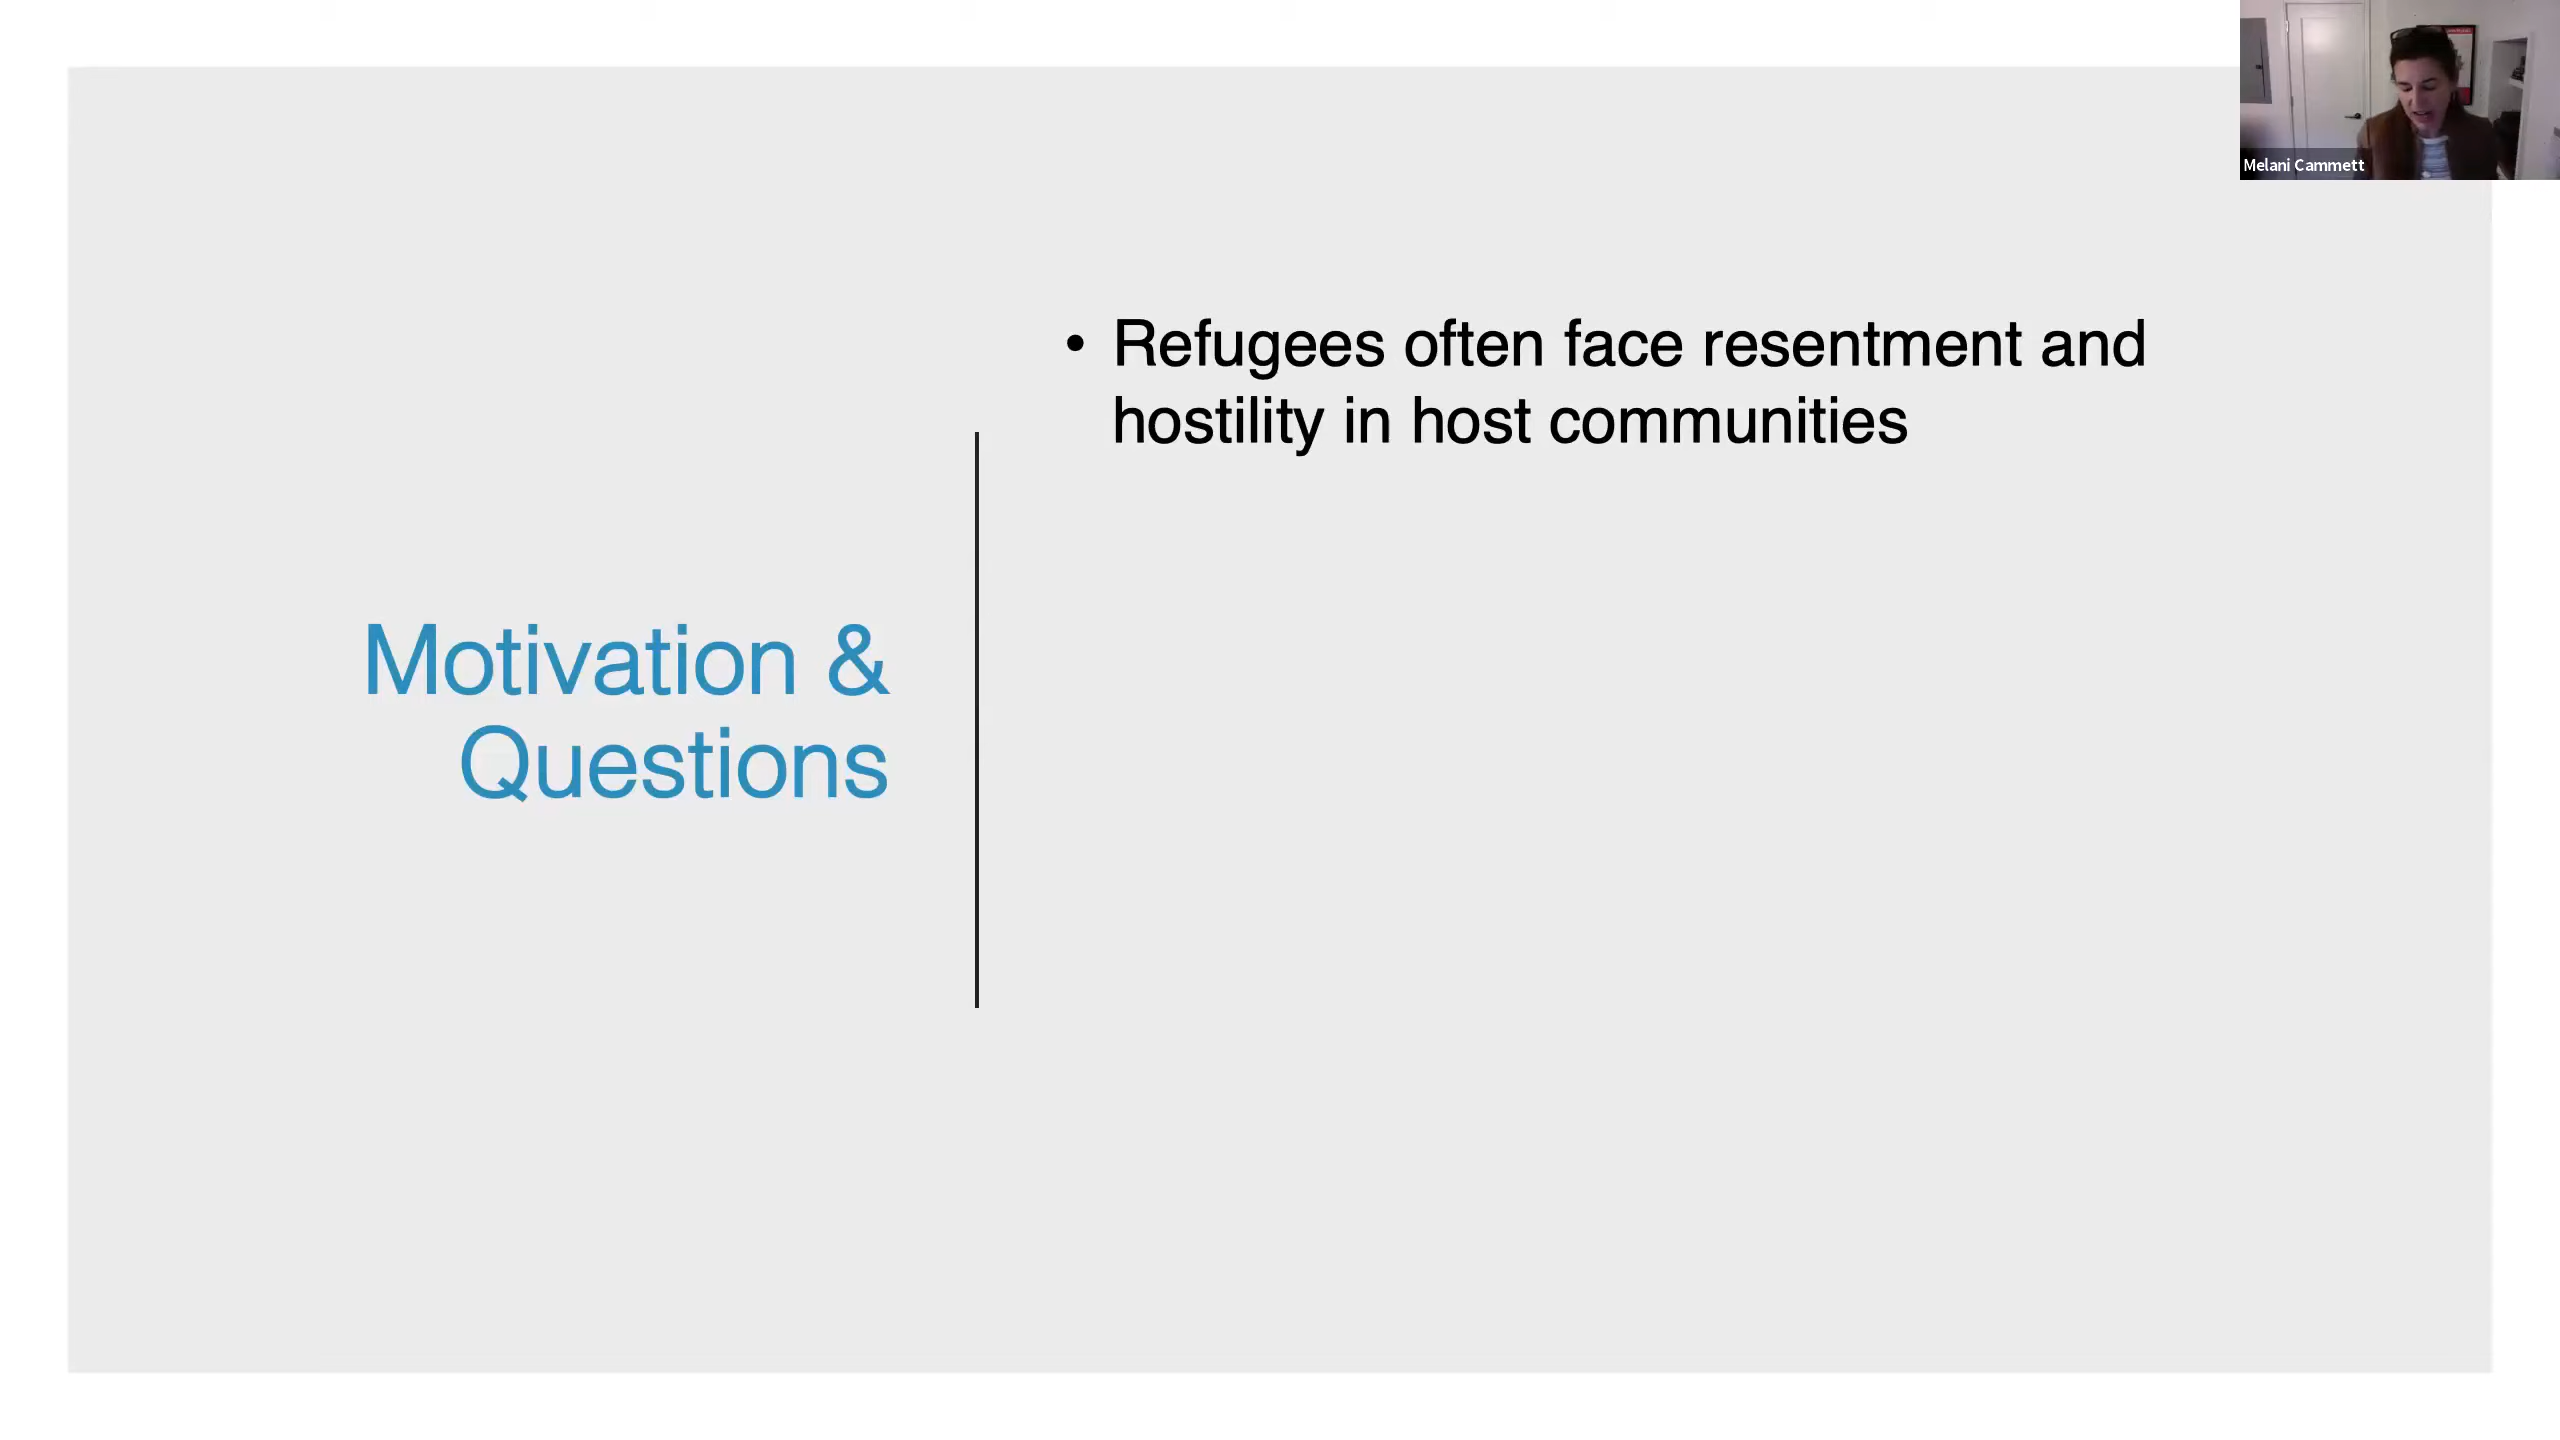 Melani Cammett
Motivation &
Questions
• Refugees often face resentment and
hostility in host communities